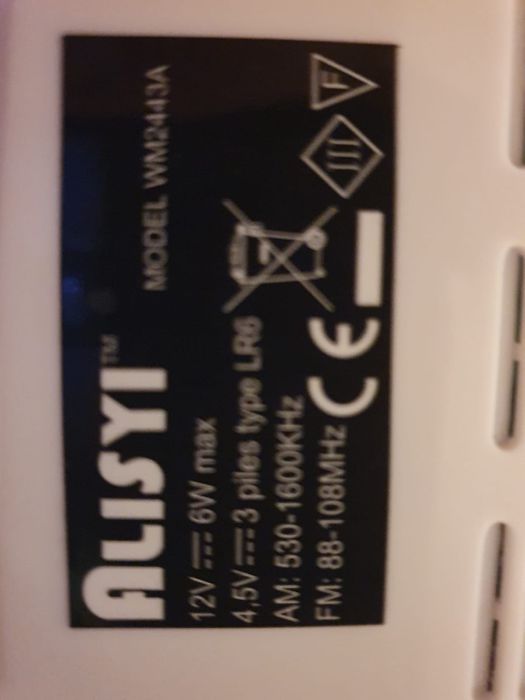 ALISYI™
MODEL WM2443A
12V 6W max
4,5V 3 piles type LR6
AM: 530-1600KHz
FM: 88-108MHz CE
F